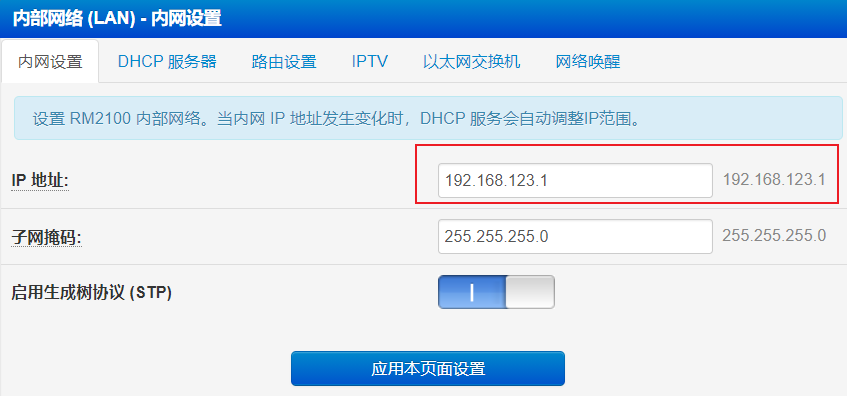 内部网络 (LAN) - 内网设置
内网设置 DHCP 服务器 路由设置 IPTV 以太网交换机 网络唤醒
设置 RM2100 内部网络。当内网 IP 地址发生变化时，DHCP 服务会自动调整IP范围。
IP 地址: 192.168.123.1 192.168.123.1
子网掩码: 255.255.255.0 255.255.255.0
启用生成树协议 (STP)
应用本页面设置